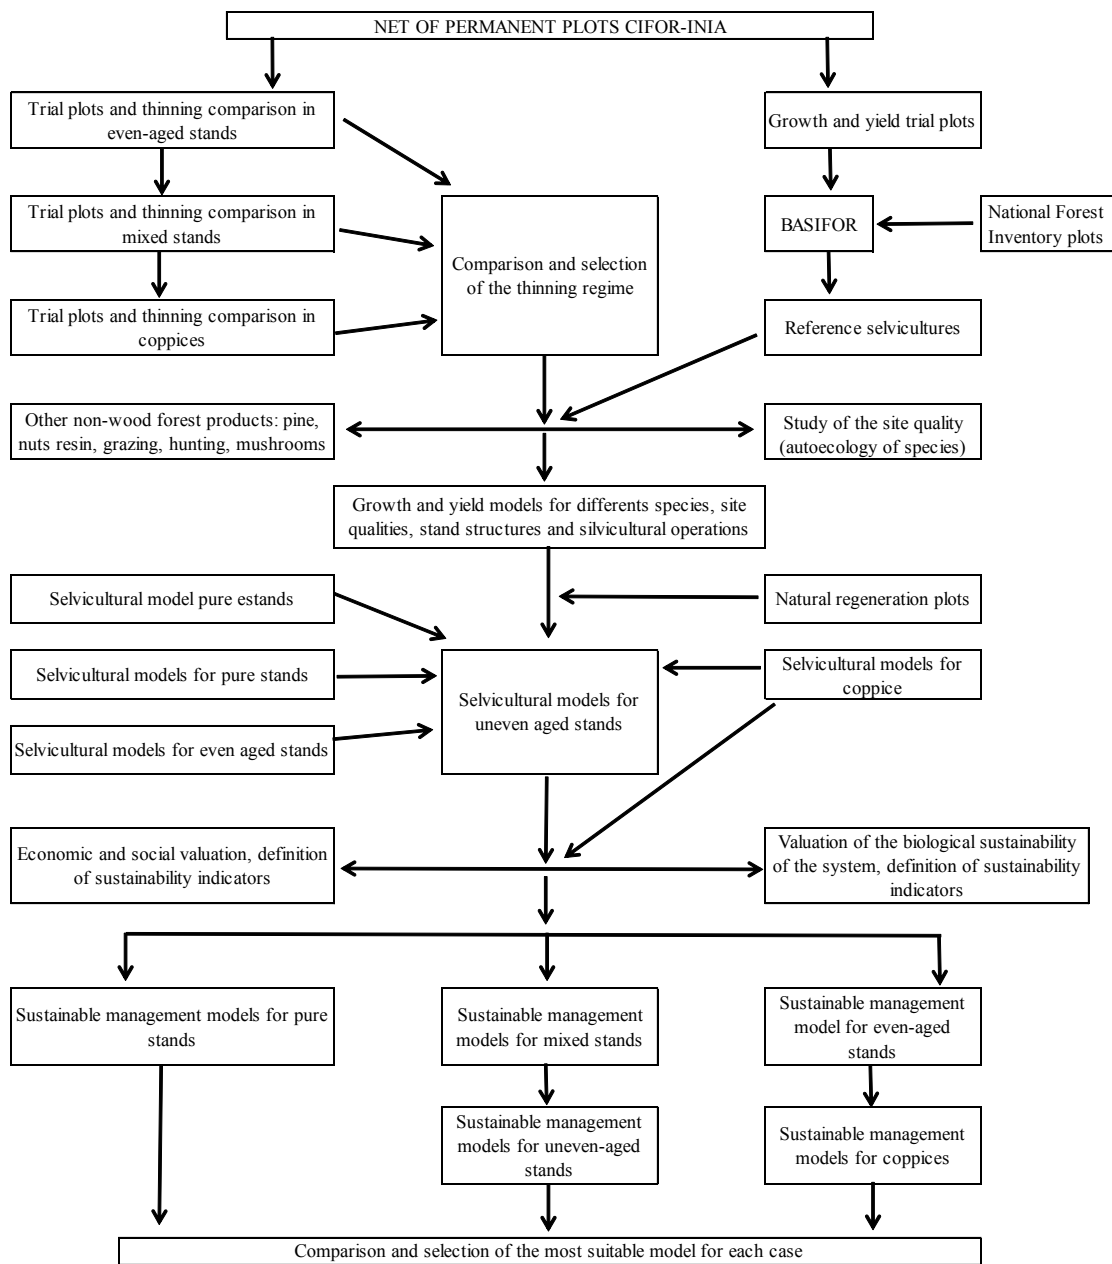 NET OF PERMANENT PLOTS CIFOR-INIA
Trial plots and thinning comparison in
even-aged stands
Growth and yield trial plots
Trial plots and thinning comparison in
mixed stands
BASIFOR
National Forest
Inventory plots
Comparison and selection
of the thinning regime
Trial plots and thinning comparison in
coppices
Reference selvicultures
Other non-wood forest products: pine,
nuts resin, grazing, hunting, mushrooms
Study of the site quality
(autoecology of species)
Growth and yield models for differents species, site
qualities, stand structures and silvicultural operations
Selvicultural model pure estands
Natural regeneration plots
Selvicultural models for pure stands
Selvicultural models for
uneven aged stands
Selvicultural models for
coppice
Selvicultural models for even aged stands
Economic and social valuation, definition
of sustainability indicators
Valuation of the biological sustainability
of the system, definition of sustainability
indicators
Sustainable management models for pure
stands
Sustainable management
models for mixed stands
Sustainable management
model for even-aged
stands
Sustainable management
models for uneven-aged
stands
Sustainable management
models for coppices
Comparison and selection of the most suitable model for each case